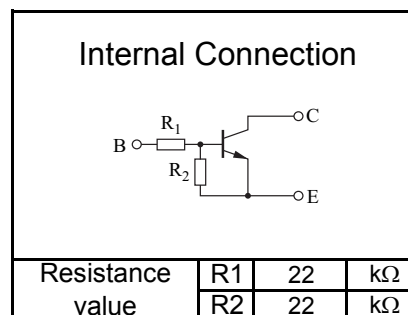 Internal Connection
C
R1
B
R2
E
Resistance value R1 22 kΩ
R2 22 kΩ